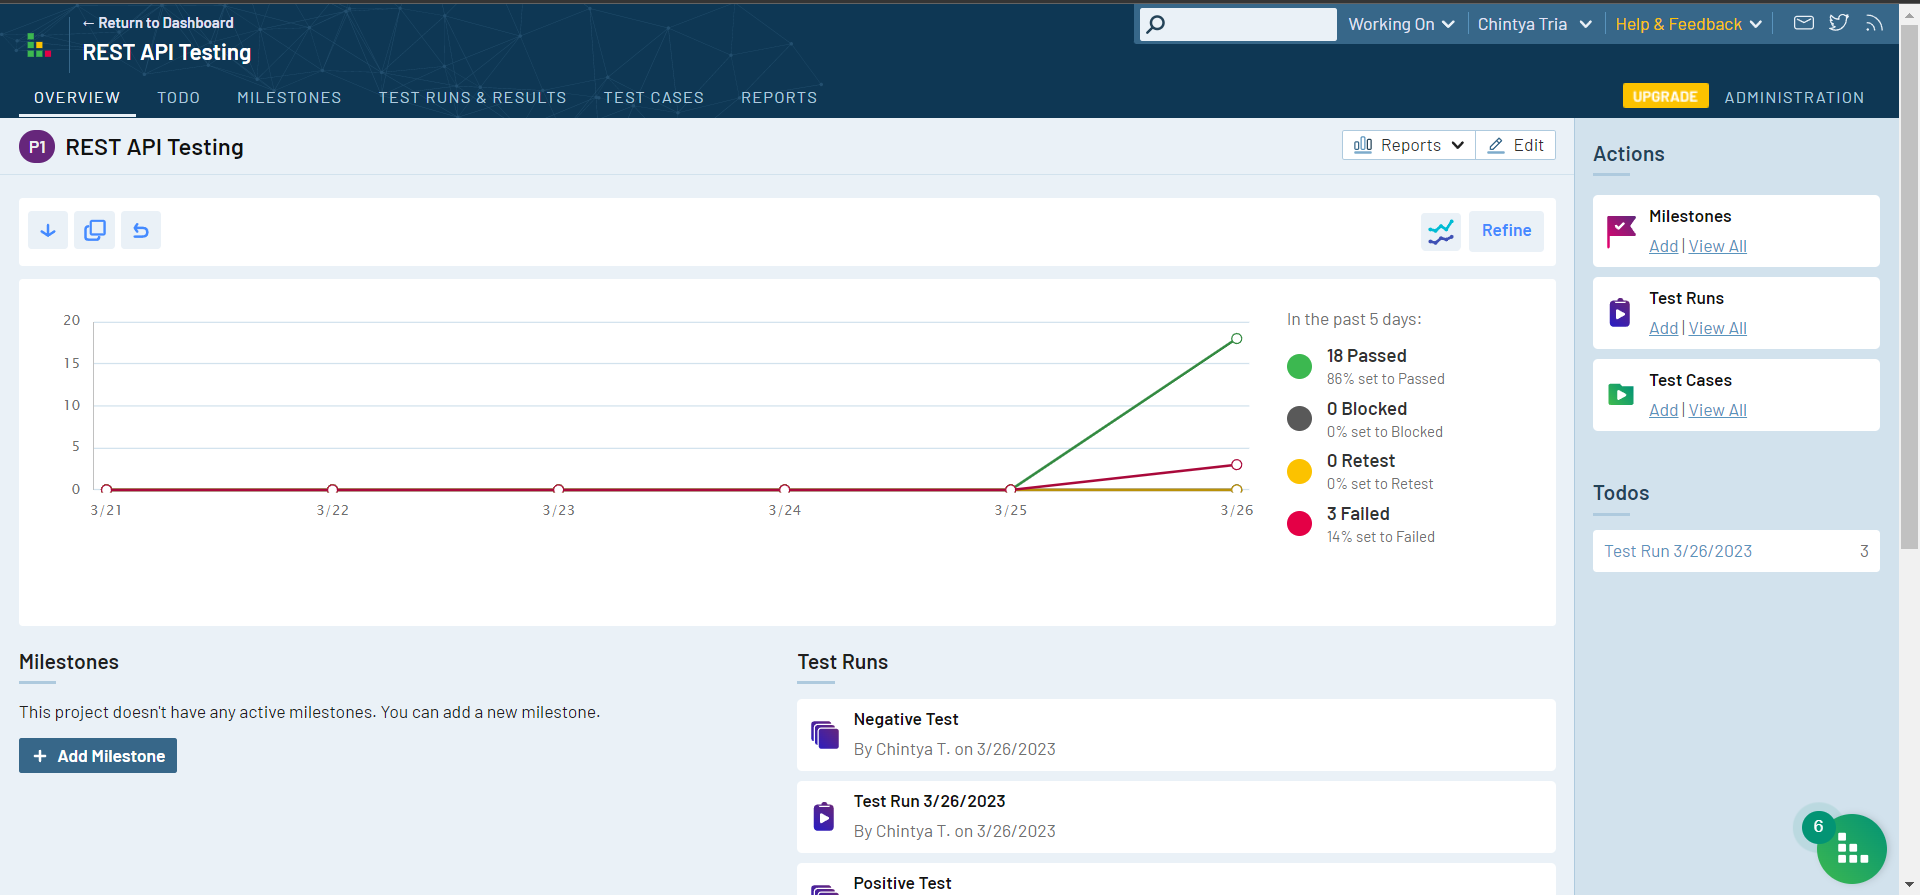 ← Return to Dashboard
REST API Testing
Working On
Chintya Tria
Help & Feedback
OVERVIEW
TODO
MILESTONES
TEST RUNS & RESULTS
TEST CASES
REPORTS
UPGRADE
ADMINISTRATION
P1 REST API Testing
Reports
Edit
Refine
20
15
10
5
0
3/21
3/22
3/23
3/24
3/25
3/26
In the past 5 days:
18 Passed
86% set to Passed
0 Blocked
0% set to Blocked
0 Retest
0% set to Retest
3 Failed
14% set to Failed
Milestones
This project doesn't have any active milestones. You can add a new milestone.
+ Add Milestone
Test Runs
Negative Test
By Chintya T. on 3/26/2023
Test Run 3/26/2023
By Chintya T. on 3/26/2023
Positive Test
Actions
Milestones
Add | View All
Test Runs
Add | View All
Test Cases
Add | View All
Todos
Test Run 3/26/2023 3
6